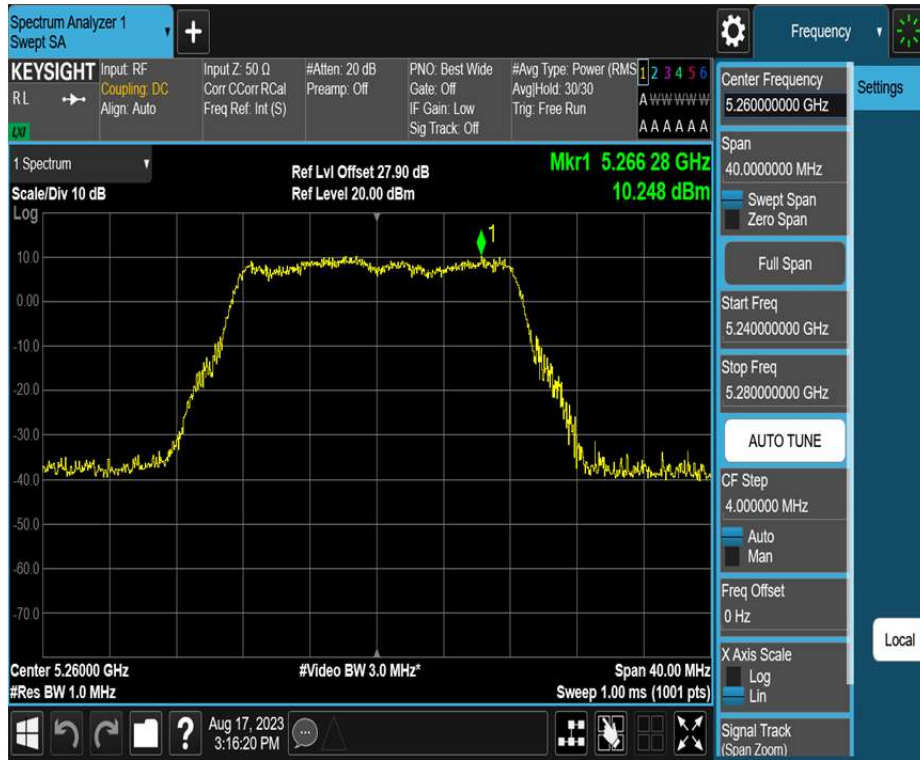 Spectrum Analyzer 1
Swept SA
+
Frequency
KEYSIGHT
RL
LXI
Input: RF
Coupling: DC
Align: Auto
Input Z: 50 Ω
Corr CCorr RCal
Freq Ref: Int (S)
#Atten: 20 dB
Preamp: Off
PNO: Best Wide
Gate: Off
IF Gain: Low
Sig Track: Off
#Avg Type: Power (RMS
Avg|Hold: 30/30
Trig: Free Run
1 2 3 4 5 6
A W W W W W
A A A A A A
1 Spectrum
Scale/Div 10 dB
Log
Ref Lvl Offset 27.90 dB
Ref Level 20.00 dBm
Mkr1 5.266 28 GHz
10.248 dBm
1
10.0
0.00
-10.0
-20.0
-30.0
-40.0
-50.0
-60.0
-70.0
Center 5.26000 GHz
#Res BW 1.0 MHz
#Video BW 3.0 MHz*
Span 40.00 MHz
Sweep 1.00 ms (1001 pts)
?
Aug 17, 2023
3:16:20 PM
Center Frequency
5.260000000 GHz
Span
40.0000000 MHz
Swept Span
Zero Span
Full Span
Start Freq
5.240000000 GHz
Stop Freq
5.280000000 GHz
AUTO TUNE
CF Step
4.000000 MHz
Auto
Man
Freq Offset
0 Hz
X Axis Scale
Log
Lin
Signal Track
(Span Zoom)
Settings
Local